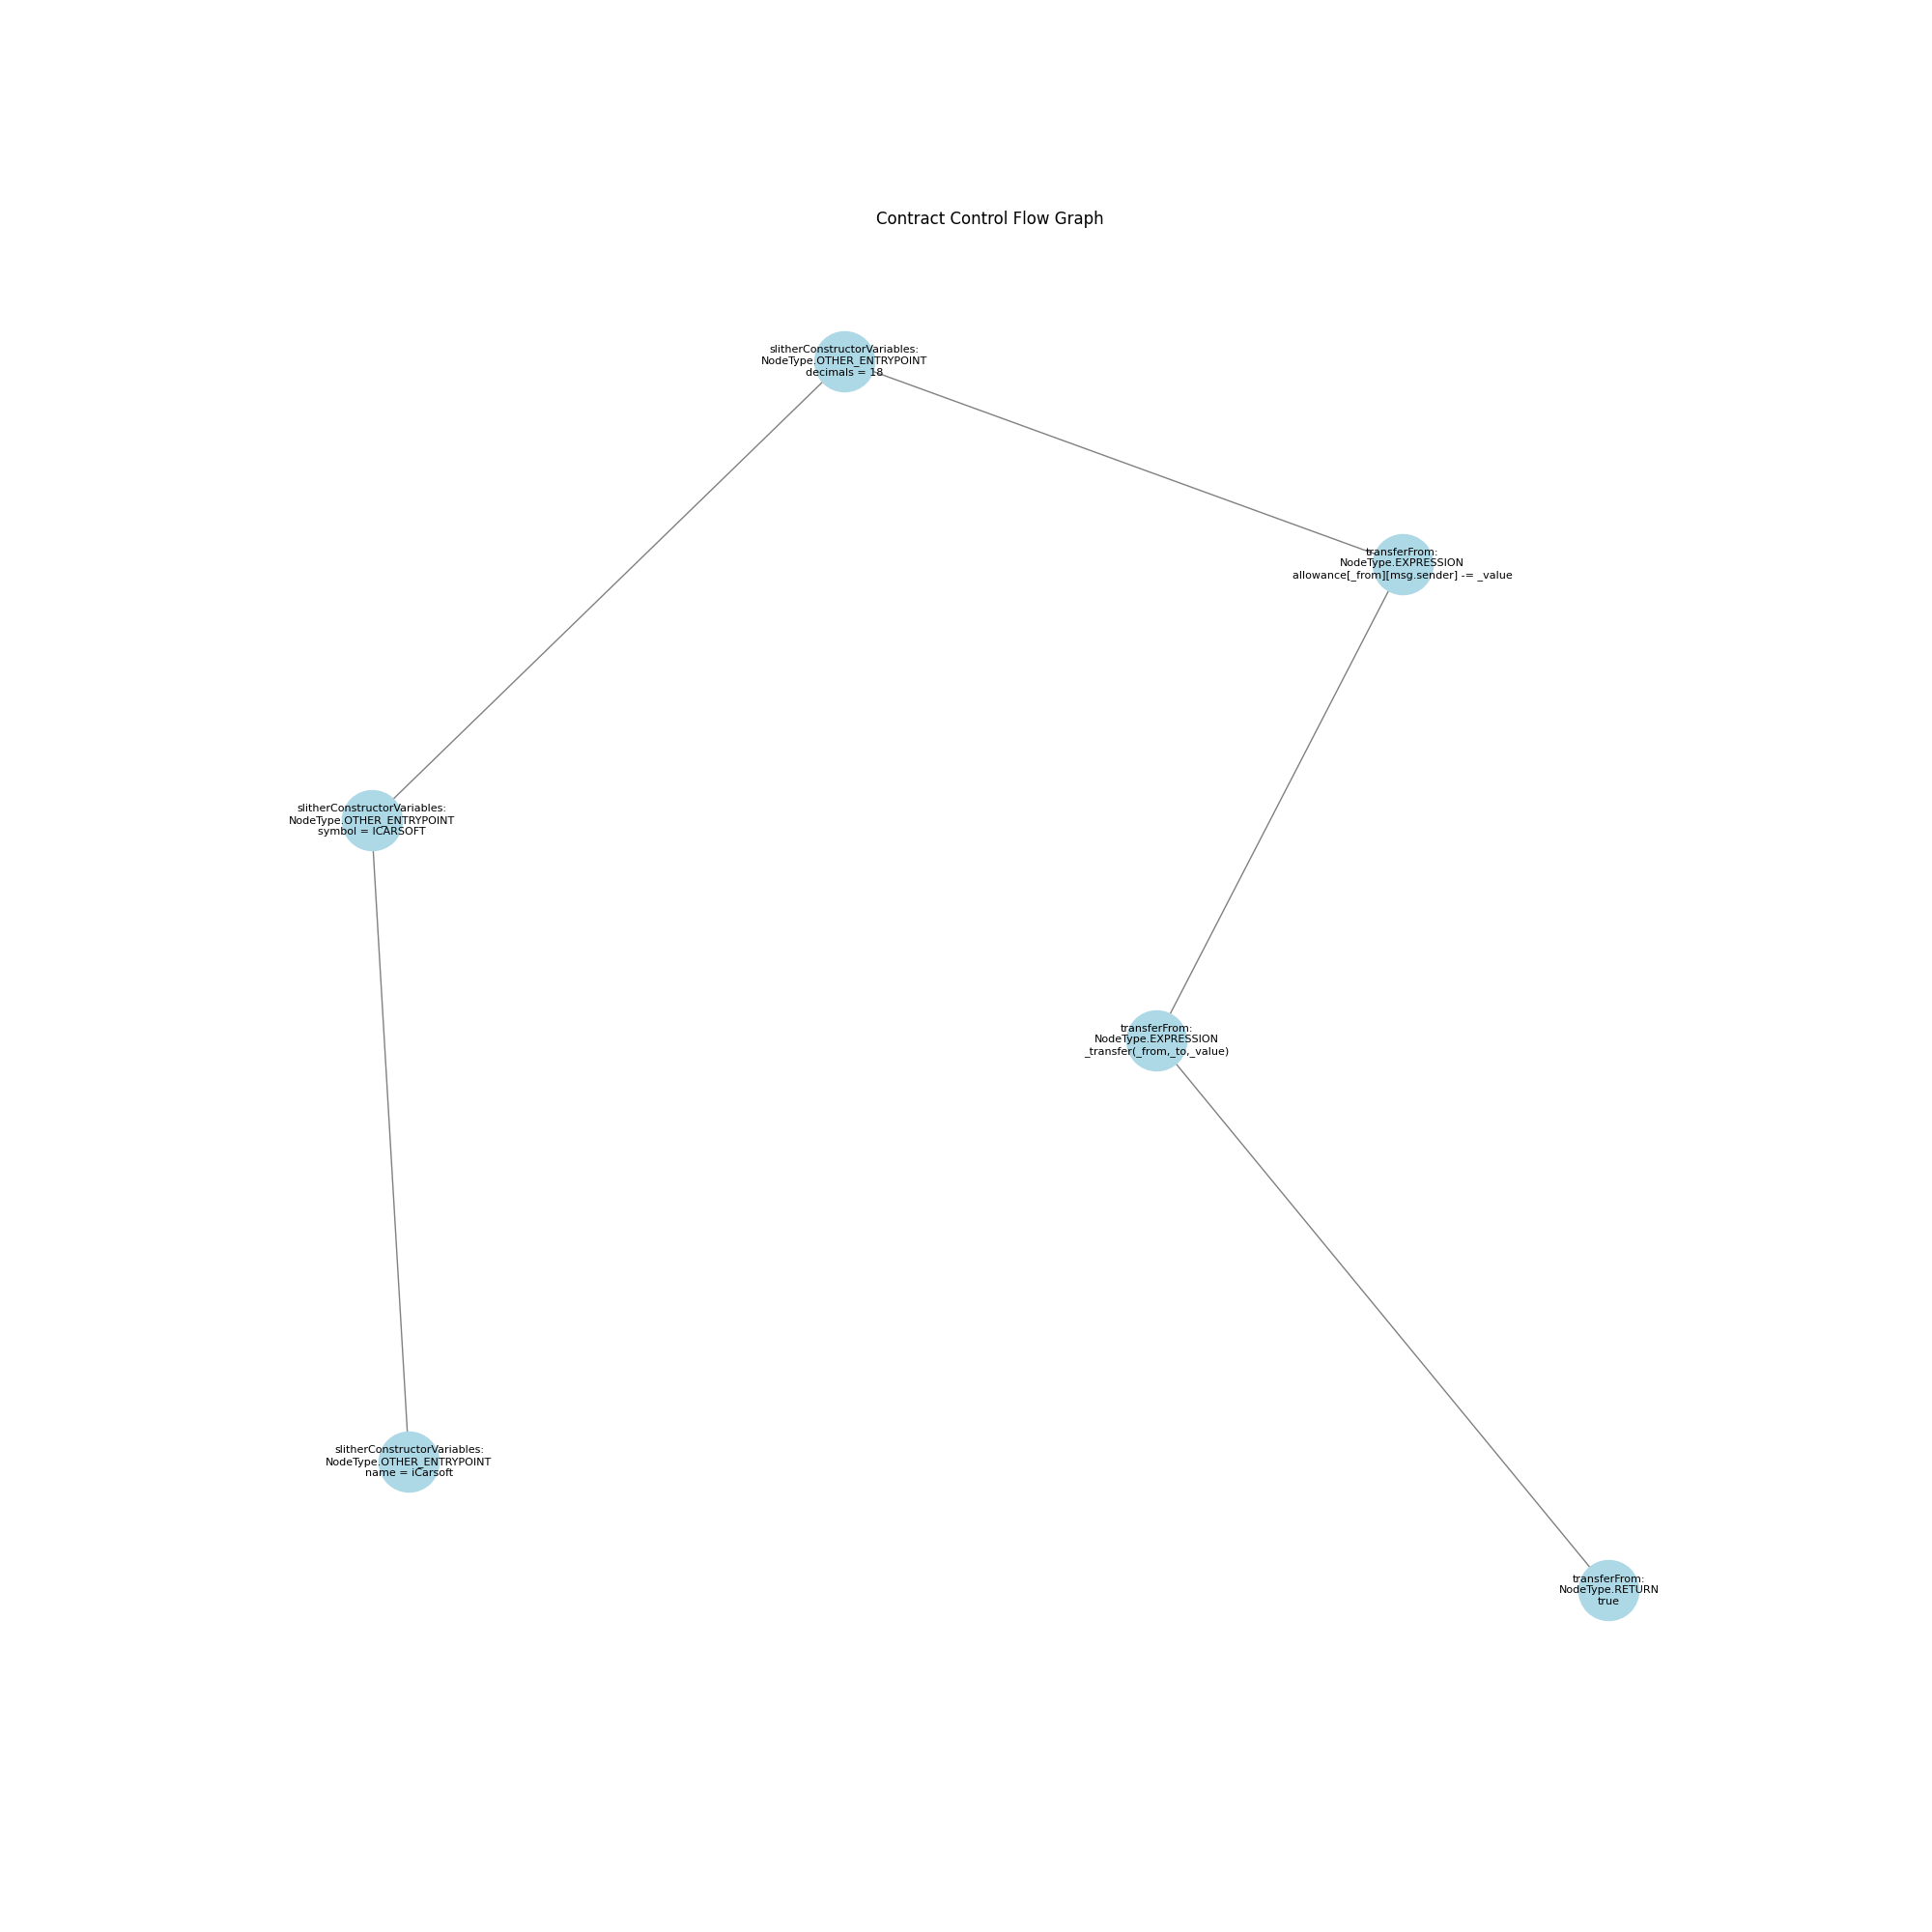 Contract Control Flow Graph
slitherConstructorVariables:
NodeType.OTHER_ENTRYPOINT
decimals = 18
transferFrom:
NodeType.EXPRESSION
allowance[_from][msg.sender] -= _value
slitherConstructorVariables:
NodeType.OTHER_ENTRYPOINT
symbol = ICARSOFT
transferFrom:
NodeType.EXPRESSION
_transfer(_from,_to,_value)
slitherConstructorVariables:
NodeType.OTHER_ENTRYPOINT
name = iCarsoft
transferFrom:
NodeType.RETURN
true